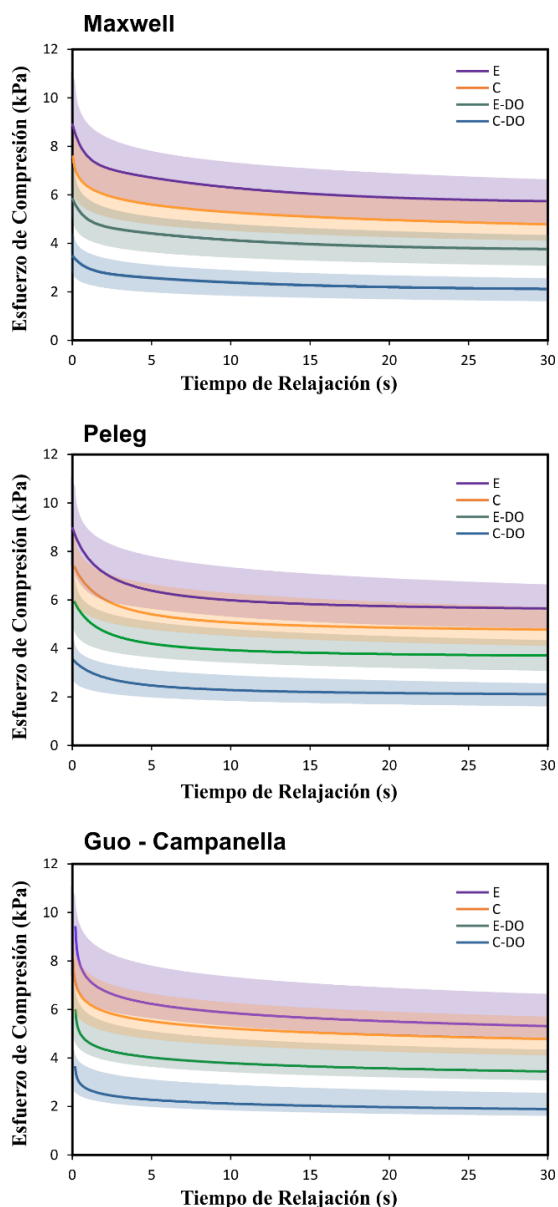 Maxwell
12
10
8
6
4
2
0
Esfuerzo de Compresión (kPa)
E
C
E-DO
C-DO
0 5 10 15 20 25 30
Tiempo de Relajación (s)
Peleg
12
10
8
6
4
2
0
Esfuerzo de Compresión (kPa)
E
C
E-DO
C-DO
0 5 10 15 20 25 30
Tiempo de Relajación (s)
Guo - Campanella
12
10
8
6
4
2
0
Esfuerzo de Compresión (kPa)
E
C
E-DO
C-DO
0 5 10 15 20 25 30
Tiempo de Relajación (s)